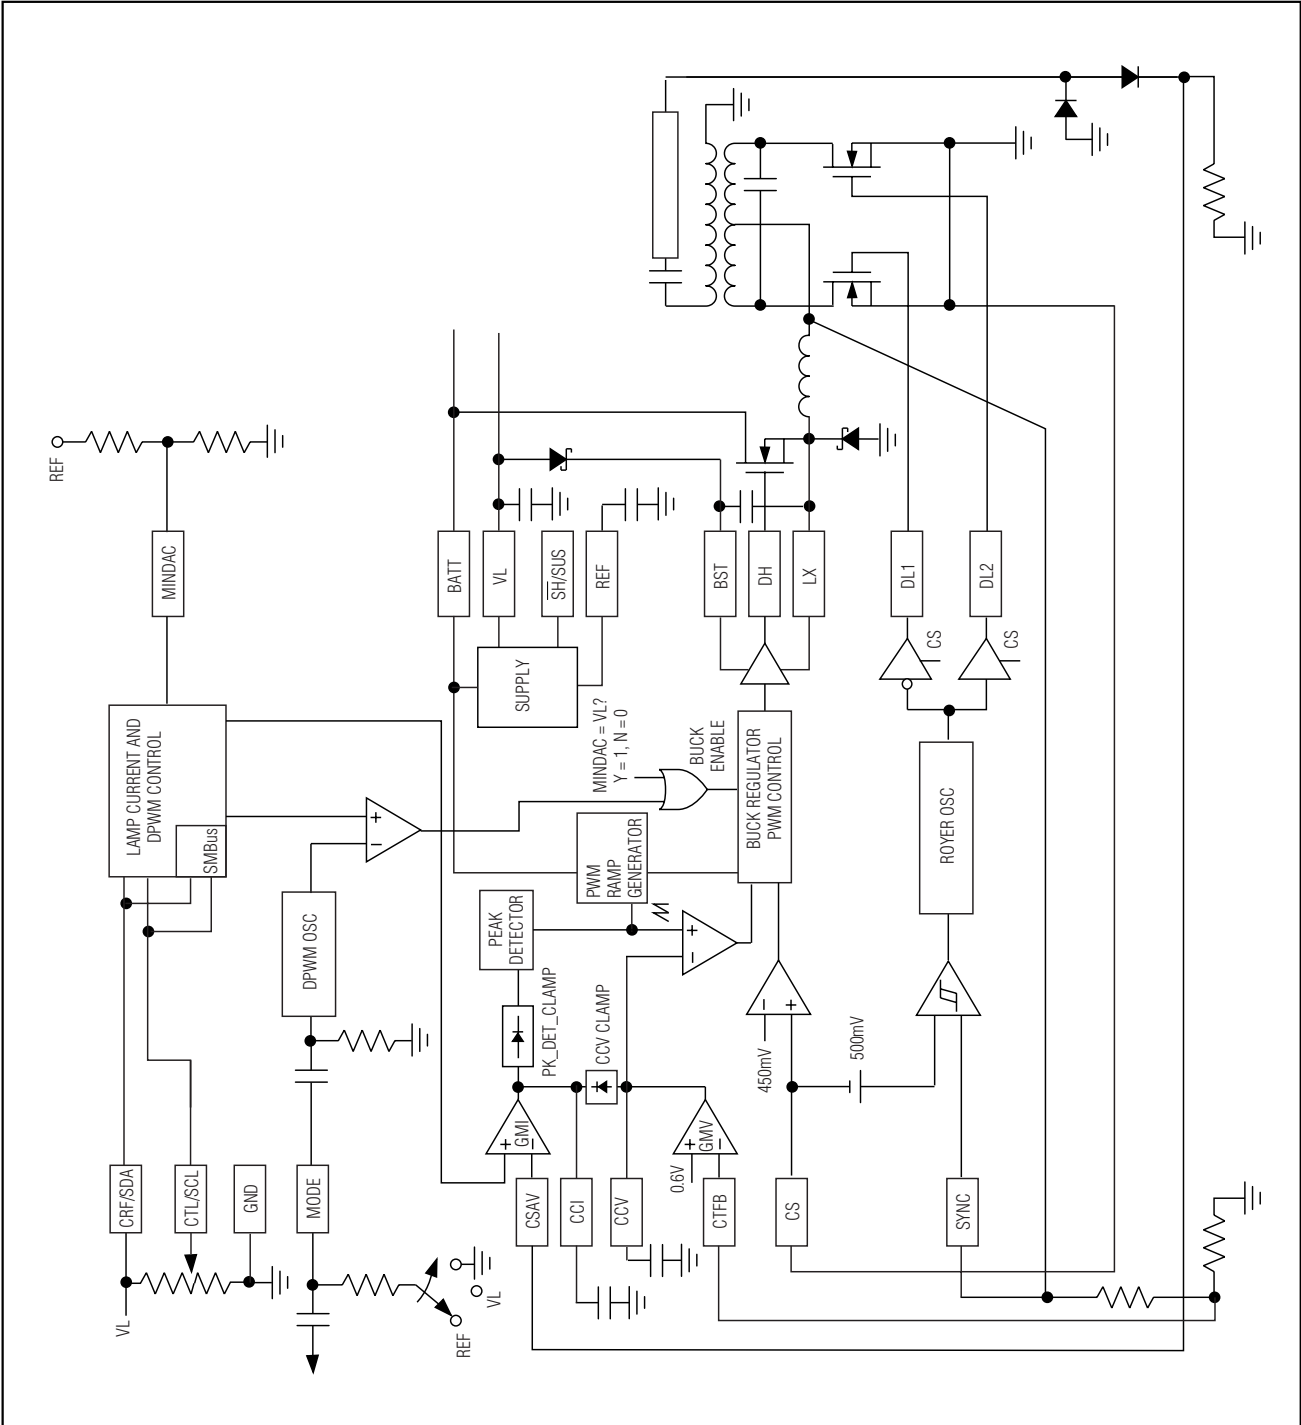 REF
MINDAC
LAMP CURRENT AND
DPWM CONTROL
SMBus
DPWM OSC
CRF/SDA
CTL/SCL
GND
MODE
VL
REF
VL
BATT
VL
SH/SUS
REF
SUPPLY
MINDAC = VL?
Y = 1, N = 0
BUCK
ENABLE
PWM
RAMP
GENERATOR
PEAK
DETECTOR
PK_DET_CLAMP
CCV CLAMP
GMI
GMV
0.6V
CSAV
CCI
CCV
CTFB
CS
SYNC
BST
DH
LX
BUCK REGULATOR
PWM CONTROL
450mV
500mV
DL1
DL2
CS
CS
ROYER OSC